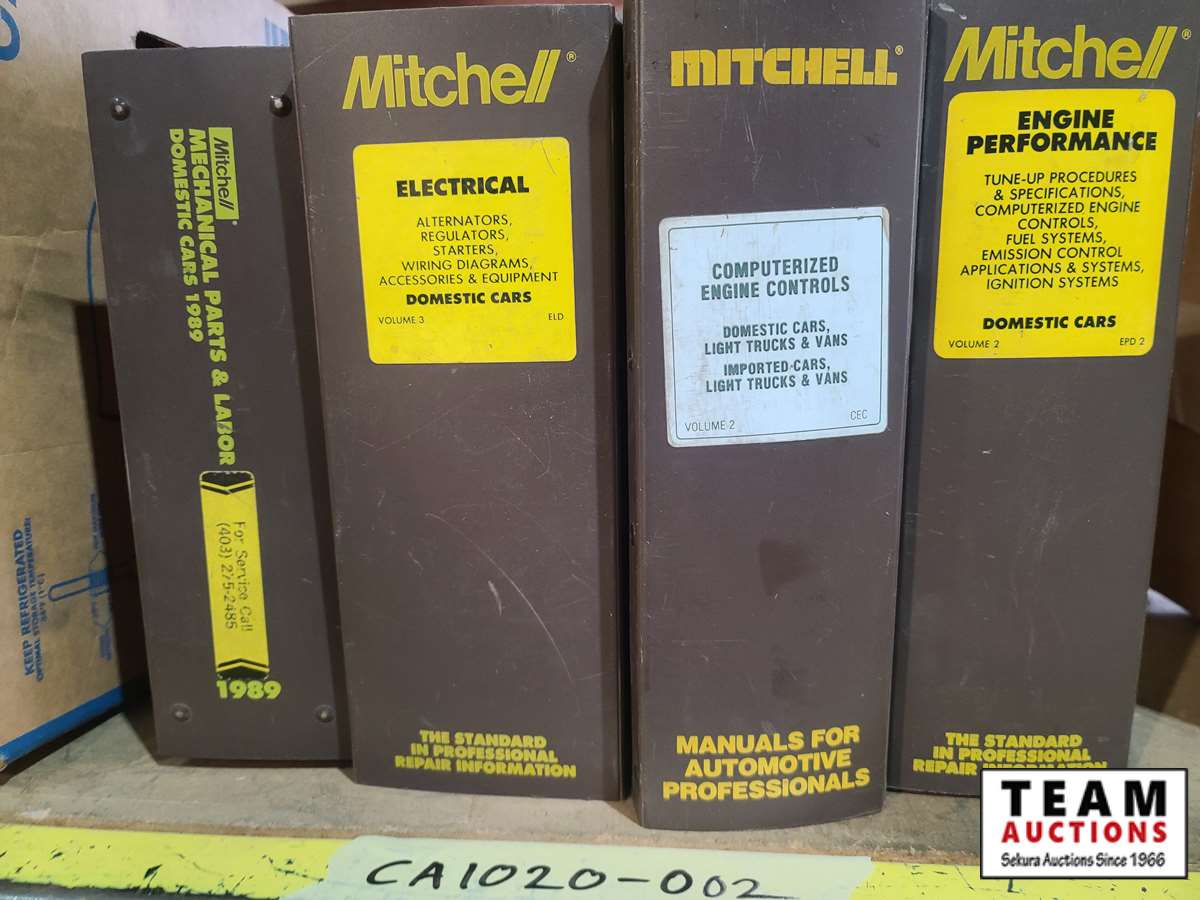 Mitchell®
MECHANICAL PARTS & LABOR
DOMESTIC CARS 1989
For Service Call
(403) 275-2485
1989
Mitchell®
ELECTRICAL
ALTERNATORS,
REGULATORS,
STARTERS,
WIRING DIAGRAMS,
ACCESSORIES & EQUIPMENT
DOMESTIC CARS
VOLUME 3 ELD
THE STANDARD
IN PROFESSIONAL
REPAIR INFORMATION
MITCHELL®
COMPUTERIZED
ENGINE CONTROLS
DOMESTIC CARS,
LIGHT TRUCKS & VANS
IMPORTED CARS,
LIGHT TRUCKS & VANS
VOLUME 2 CEC
MANUALS FOR
AUTOMOTIVE
PROFESSIONALS
Mitchell®
ENGINE
PERFORMANCE
TUNE-UP PROCEDURES
& SPECIFICATIONS,
COMPUTERIZED ENGINE
CONTROLS,
FUEL SYSTEMS,
EMISSION CONTROL
APPLICATIONS & SYSTEMS,
IGNITION SYSTEMS
DOMESTIC CARS
VOLUME 2 EPD 2
THE STANDARD
IN PROFESSIONAL
REPAIR INFORMATION
KEEP REFRIGERATED
OPTIMAL STORAGE TEMPERATURE:
34°F (1°C)
CA1020-002
TEAM
AUCTIONS
Sekura Auctions Since 1966